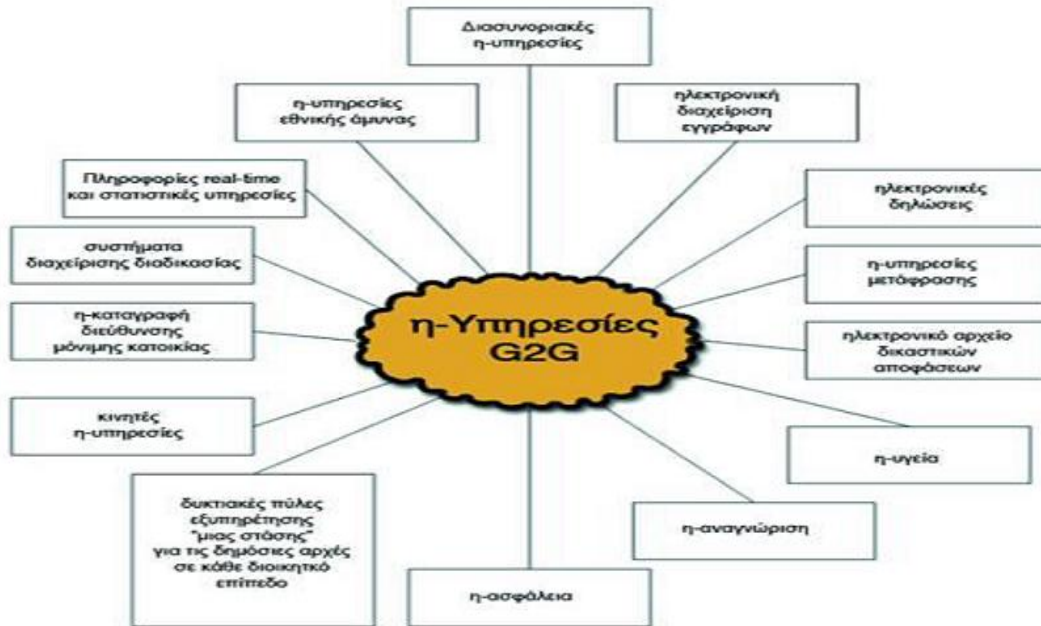 Διασυνοριακές
η-υπηρεσίες
η-υπηρεσίες
εθνικής άμυνας
ηλεκτρονική
διαχείριση
εγγράφων
Πληροφορίες real-time
και στατιστικές υπηρεσίες
ηλεκτρονικές
δηλώσεις
συστήματα
διαχείρισης διαδικασίας
η-υπηρεσίες
μετάφρασης
η-καταγραφή
διεύθυνσης
μόνιμης κατοικίας
η-Υπηρεσίες
G2G
ηλεκτρονικό αρχείο
δικαστικών
αποφάσεων
κινητές
η-υπηρεσίες
η-υγεία
δυκτιακές πύλες
εξυπηρέτησης
"μιας στάσης"
για τις δημόσιες αρχές
σε κάθε διοικητκό
επίπεδο
η-αναγνώριση
η-ασφάλεια